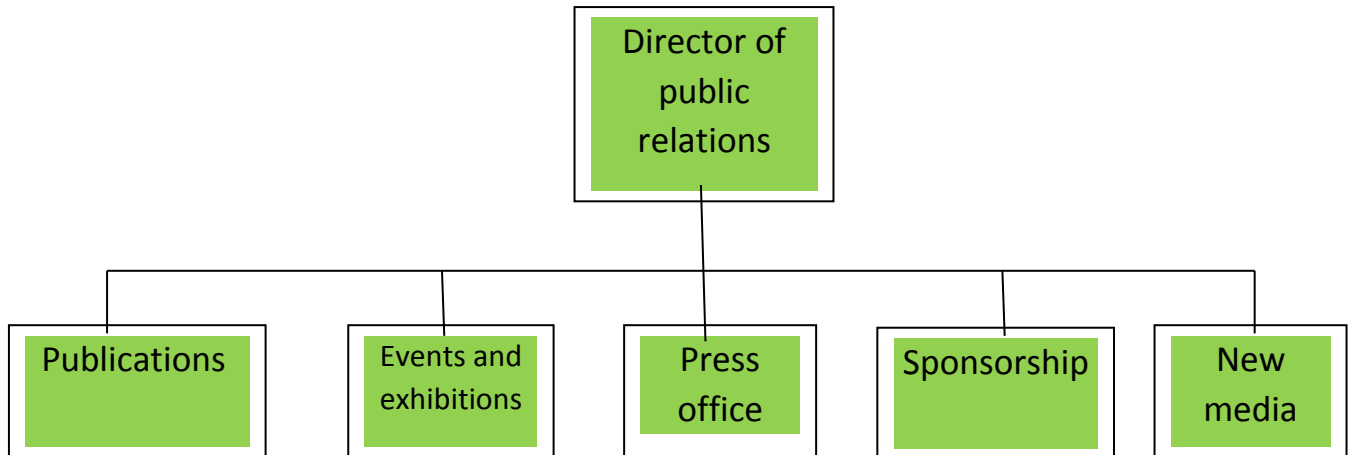 Director of
public
relations
Publications
Events and
exhibitions
Press
office
Sponsorship
New
media